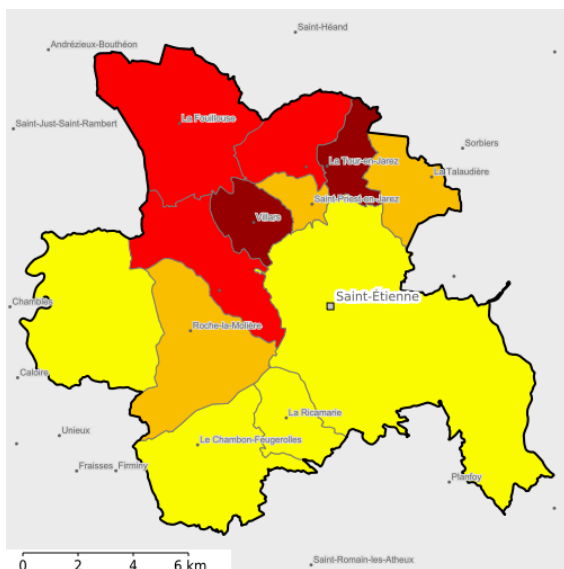 Saint-Héand
Andrézieux-Bouthéon
La Fouillouse
Saint-Just-Saint-Rambert
Sorbiers
La Tour-en-Jarez
La Talaudière
Saint-Priest-en-Jarez
Villars
Saint-Étienne
Chambles
Roche-la-Molière
Caloire
La Ricamarie
Unieux
Le Chambon-Feugerolles
Fraisses
Firminy
Planfoy
Saint-Romain-les-Atheux
0 2 4 6 km